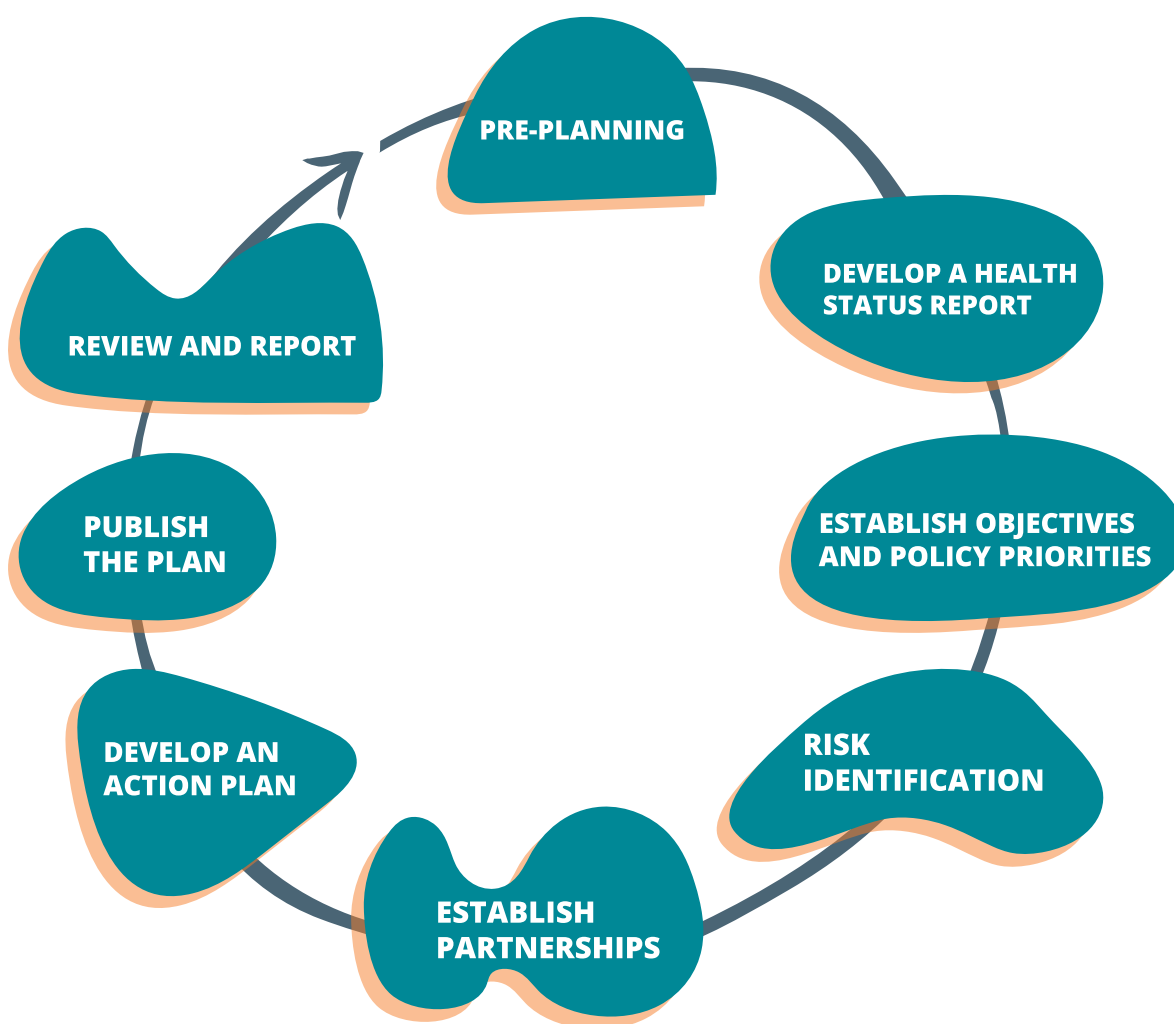 PRE-PLANNING
DEVELOP A HEALTH
STATUS REPORT
ESTABLISH OBJECTIVES
AND POLICY PRIORITIES
RISK
IDENTIFICATION
ESTABLISH
PARTNERSHIPS
DEVELOP AN
ACTION PLAN
PUBLISH
THE PLAN
REVIEW AND REPORT